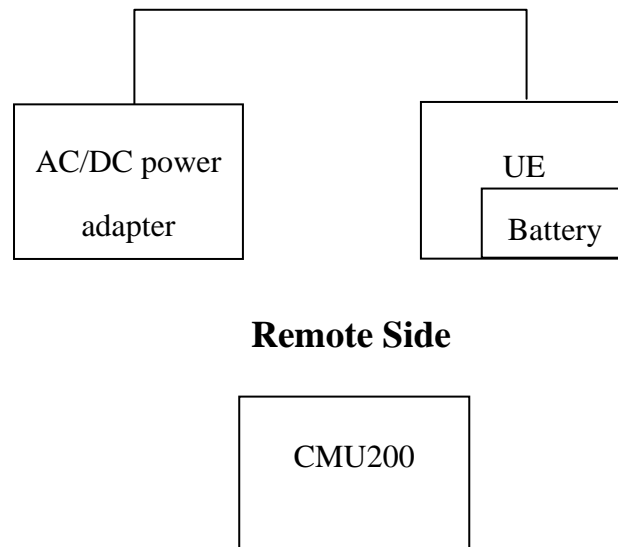 AC/DC power
adapter
UE
Battery
Remote Side
CMU200